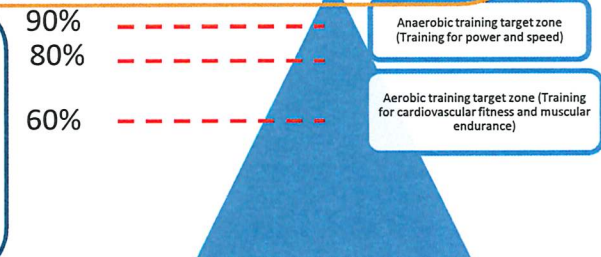 90%
80%
60%
Anaerobic training target zone
(Training for power and speed)
Aerobic training target zone (Training
for cardiovascular fitness and muscular
endurance)